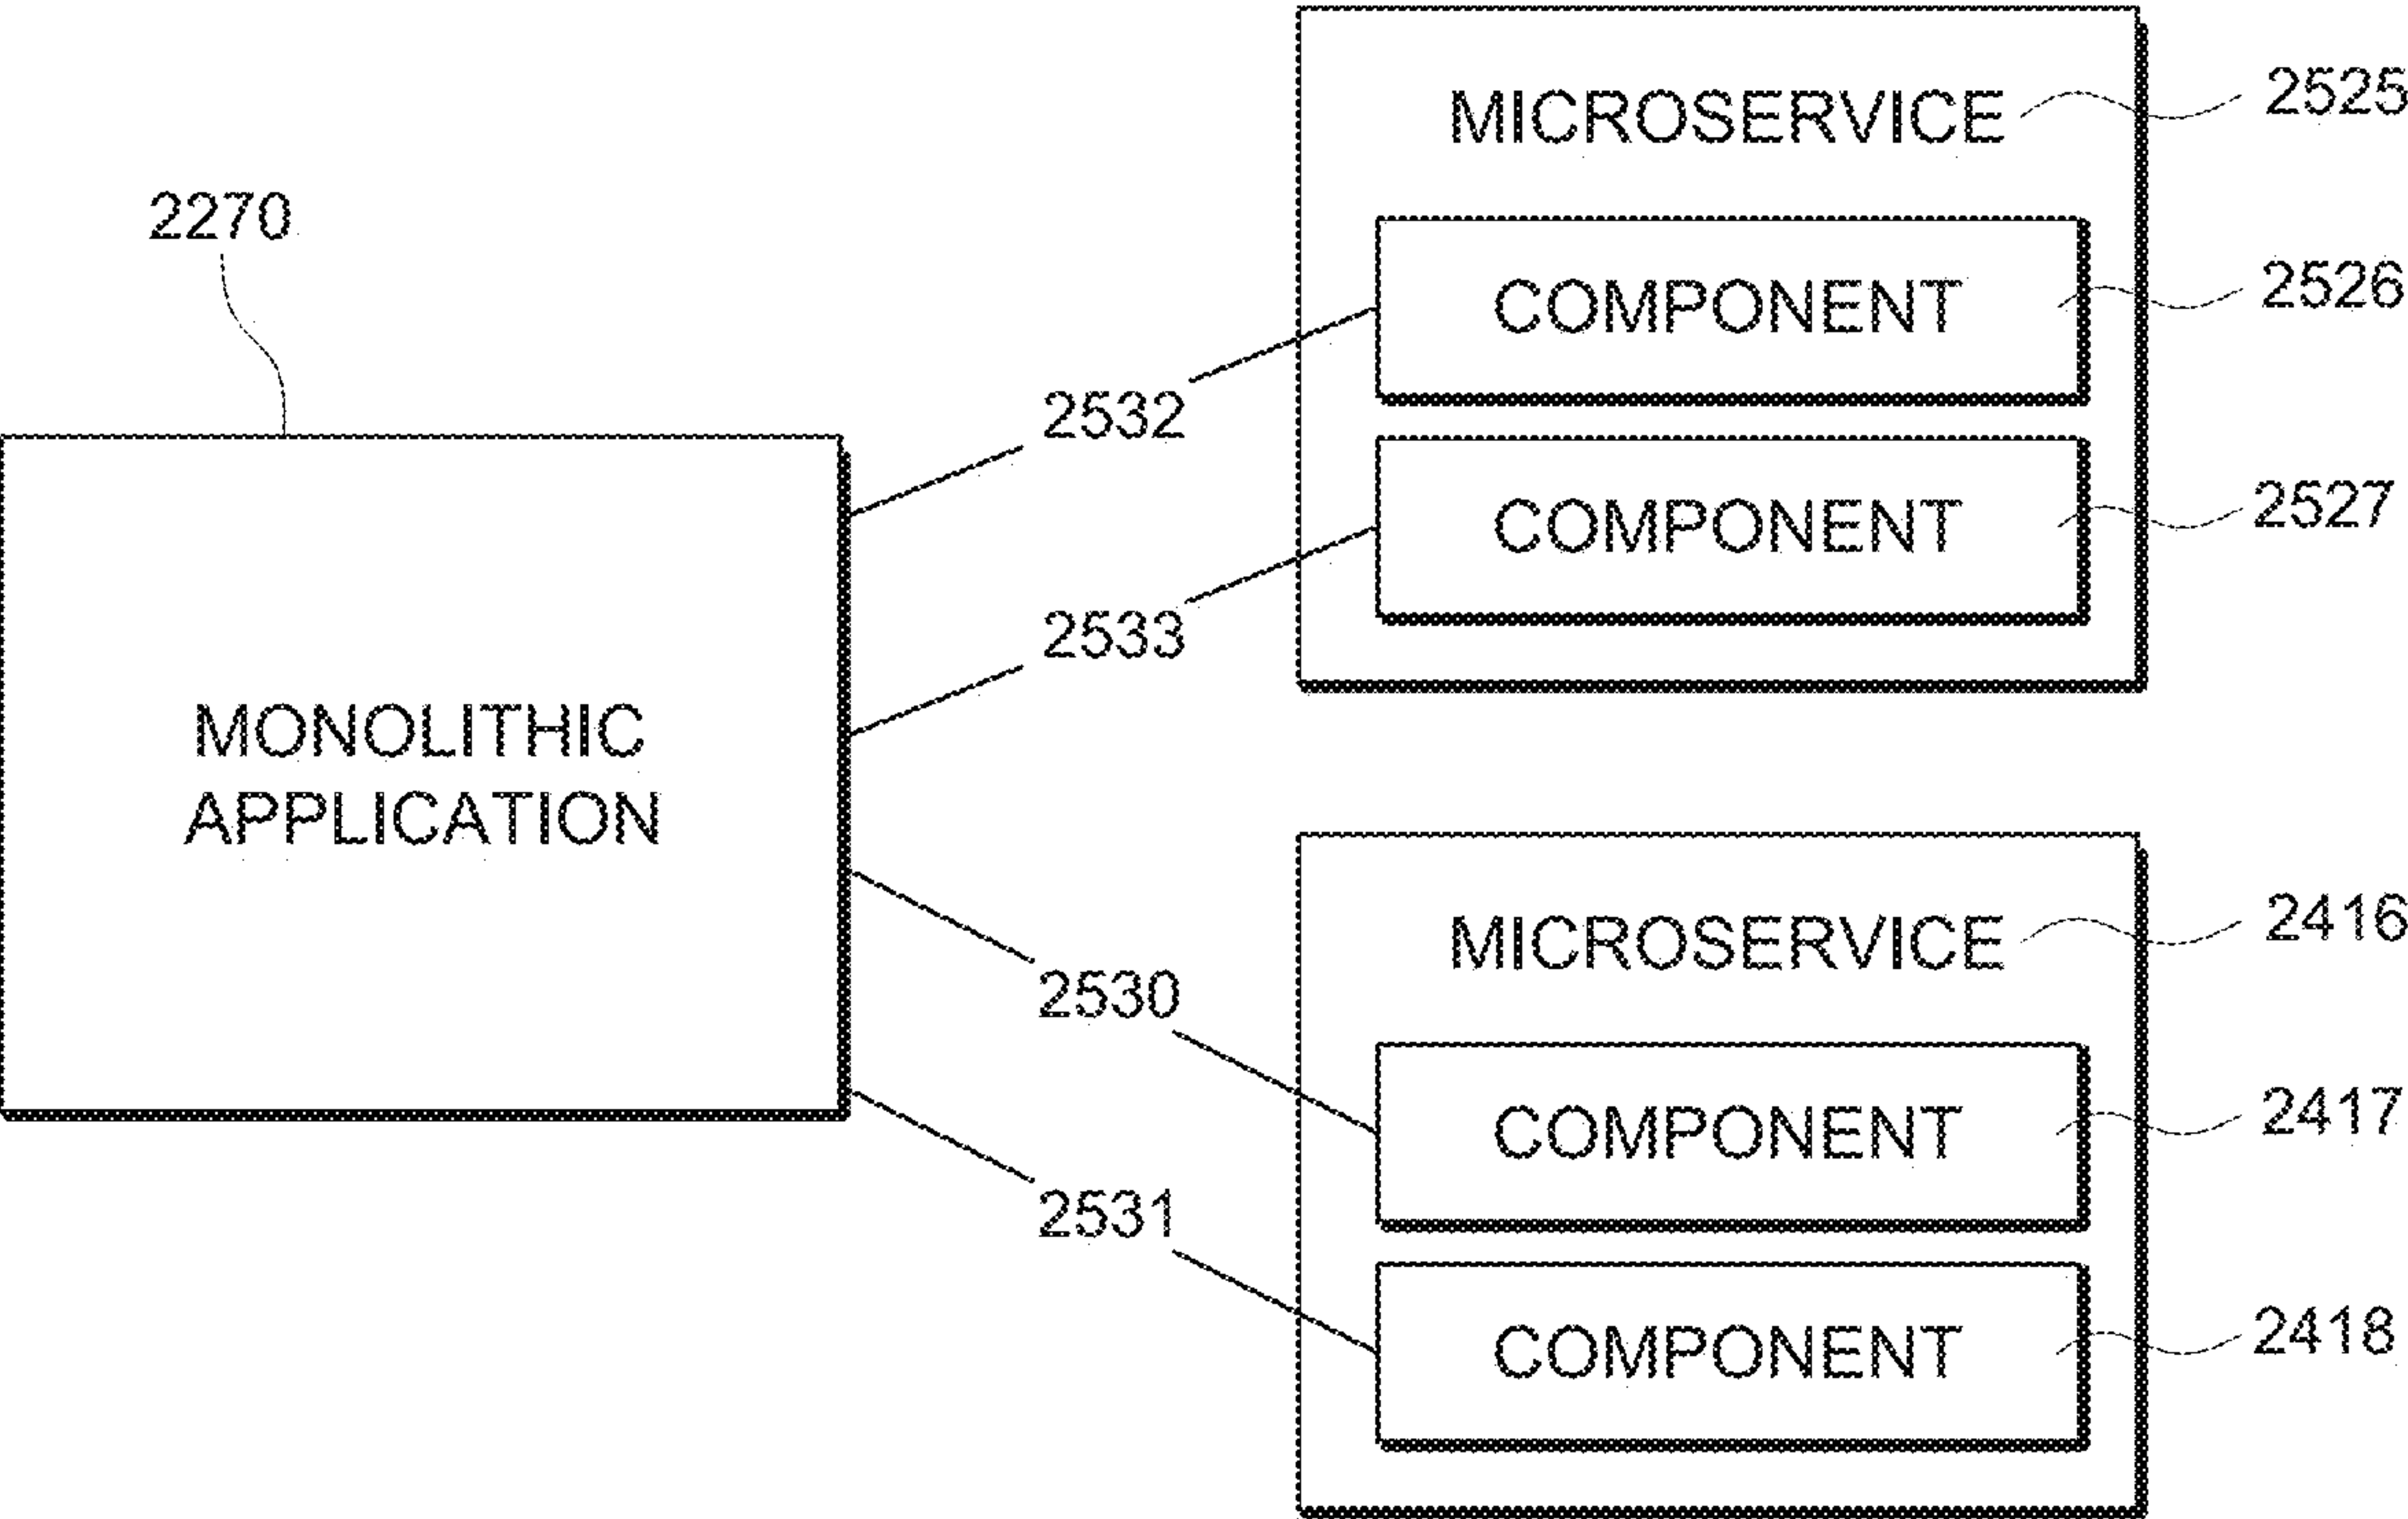 2270
MONOLITHIC
APPLICATION
2532
2533
2530
2531
MICROSERVICE
2525
COMPONENT
2526
COMPONENT
2527
MICROSERVICE
2416
COMPONENT
2417
COMPONENT
2418